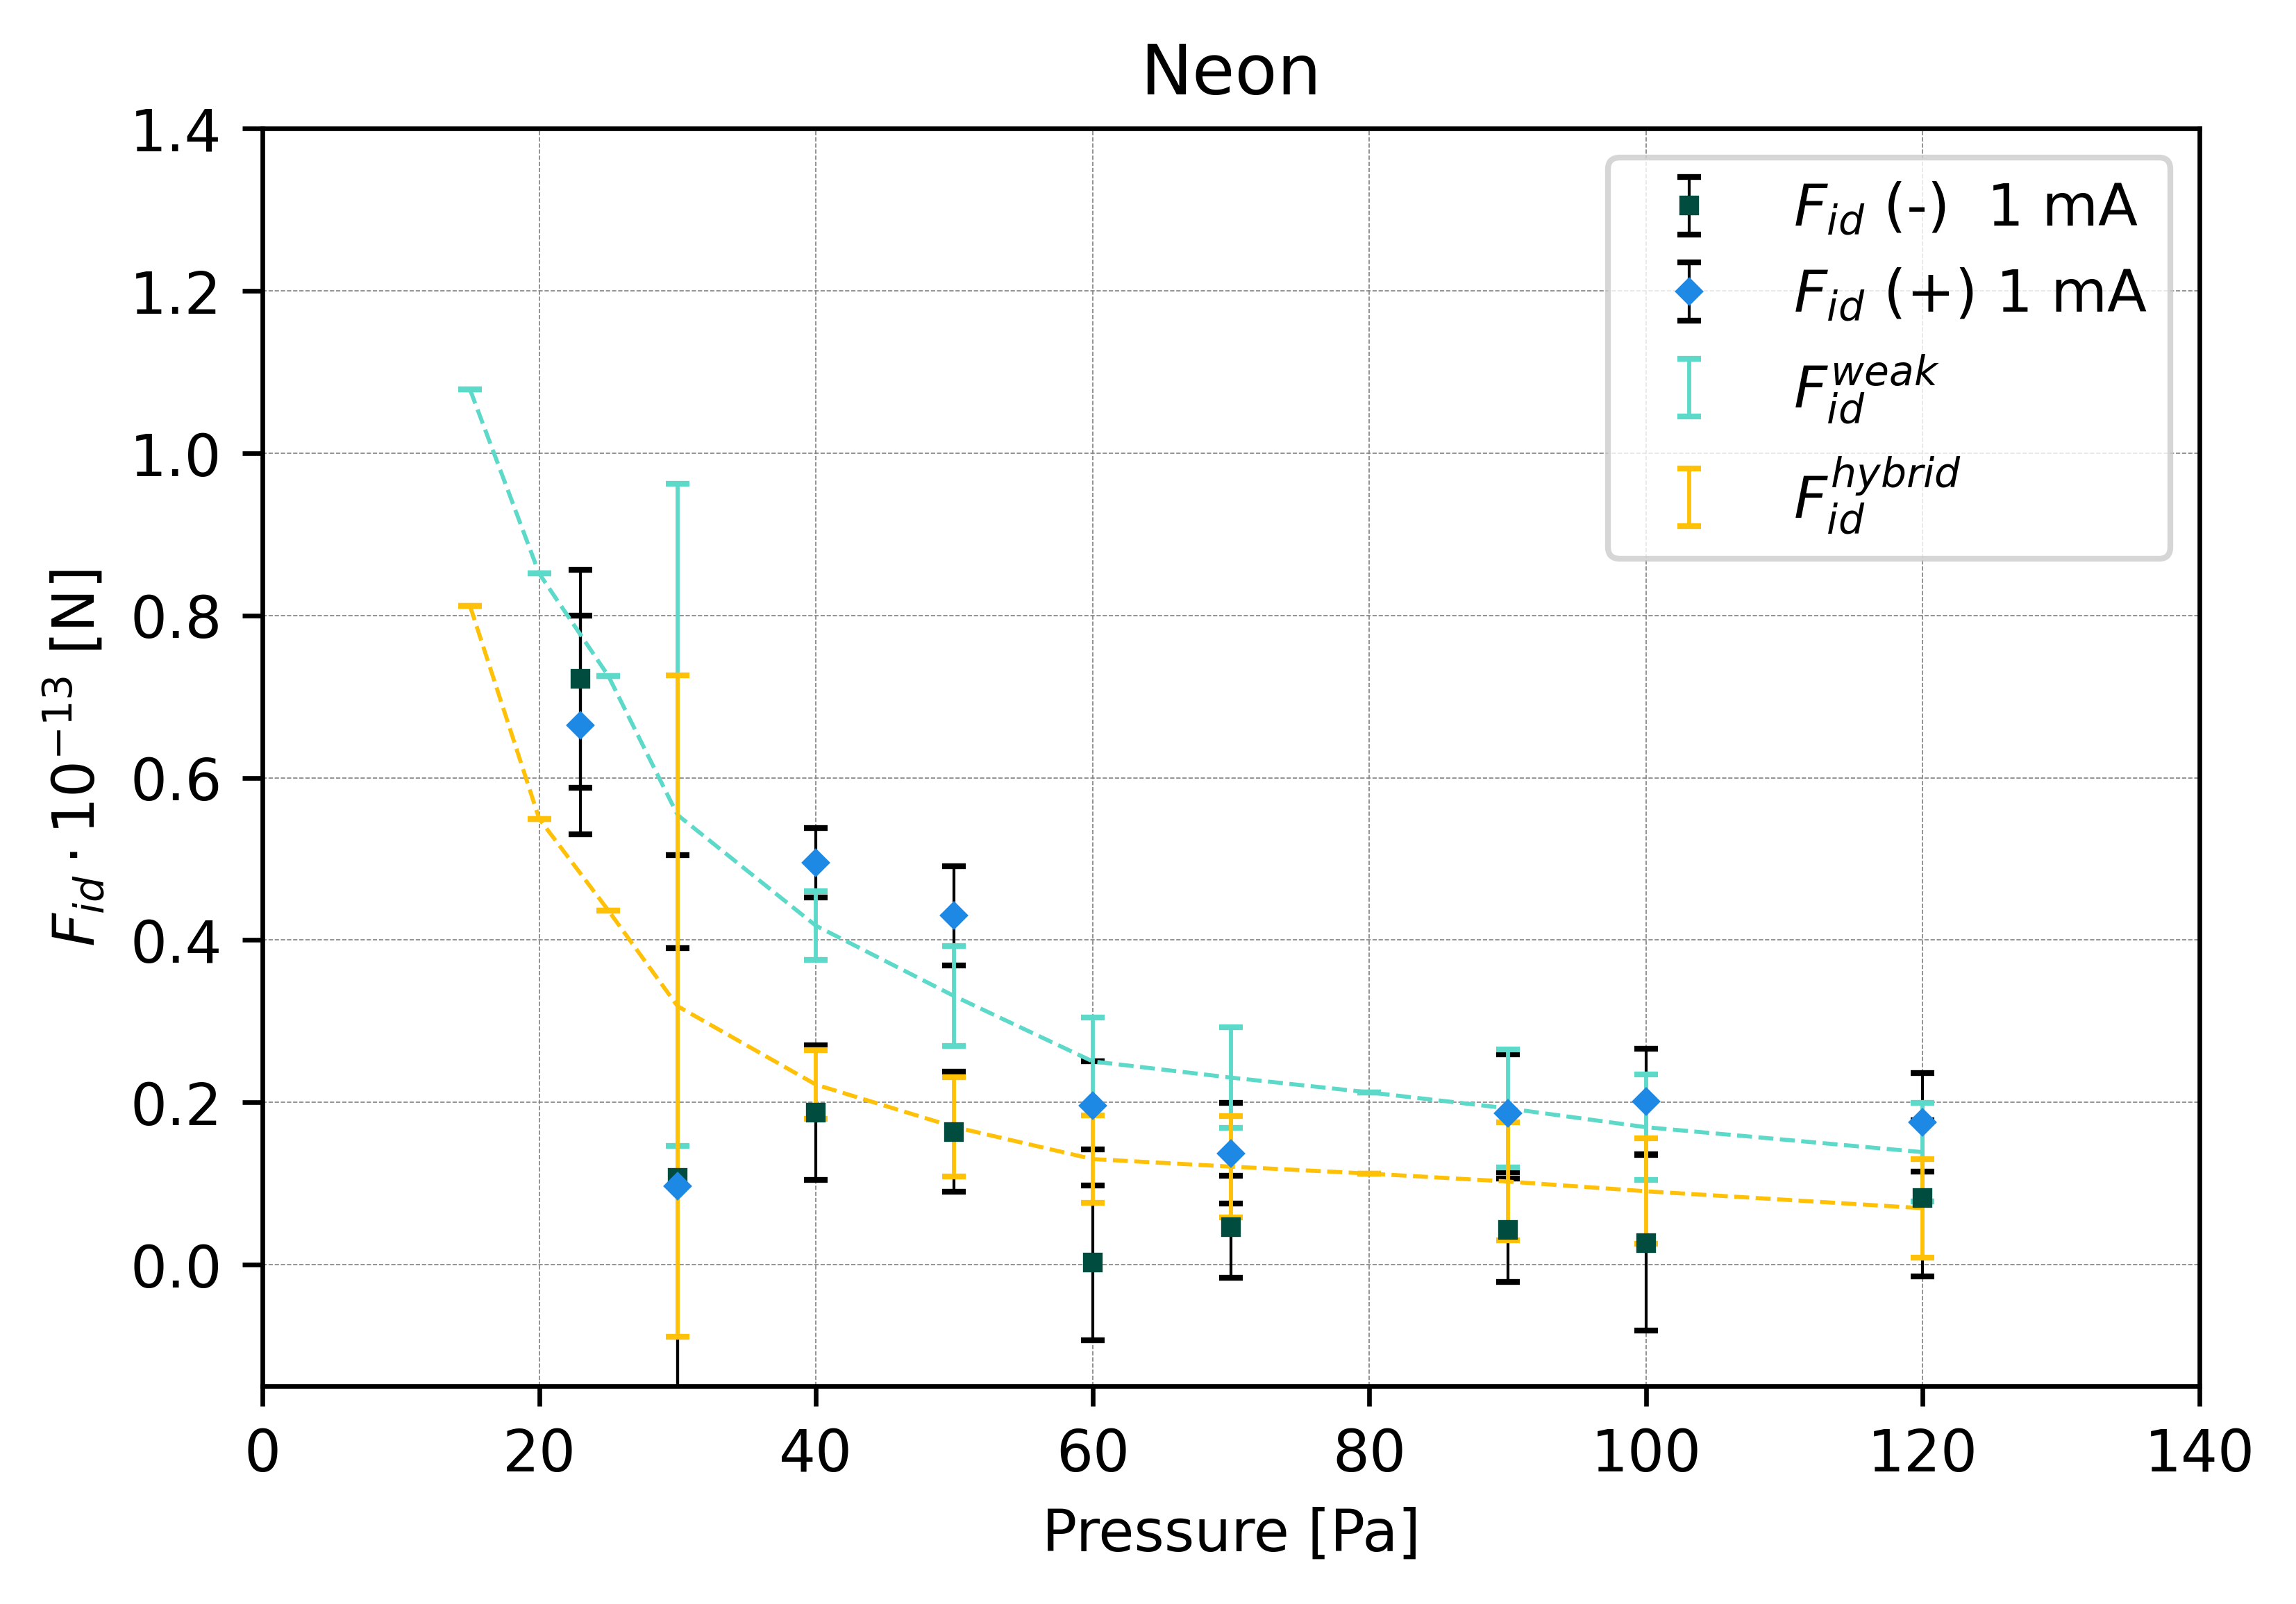 Neon
1.4
1.2
1.0
0.8
0.6
0.4
0.2
0.0
F_{id} · 10^{−13} [N]
F_{id} (-)  1 mA
F_{id} (+) 1 mA
F_{id}^{weak}
F_{id}^{hybrid}
0 20 40 60 80 100 120 140
Pressure [Pa]